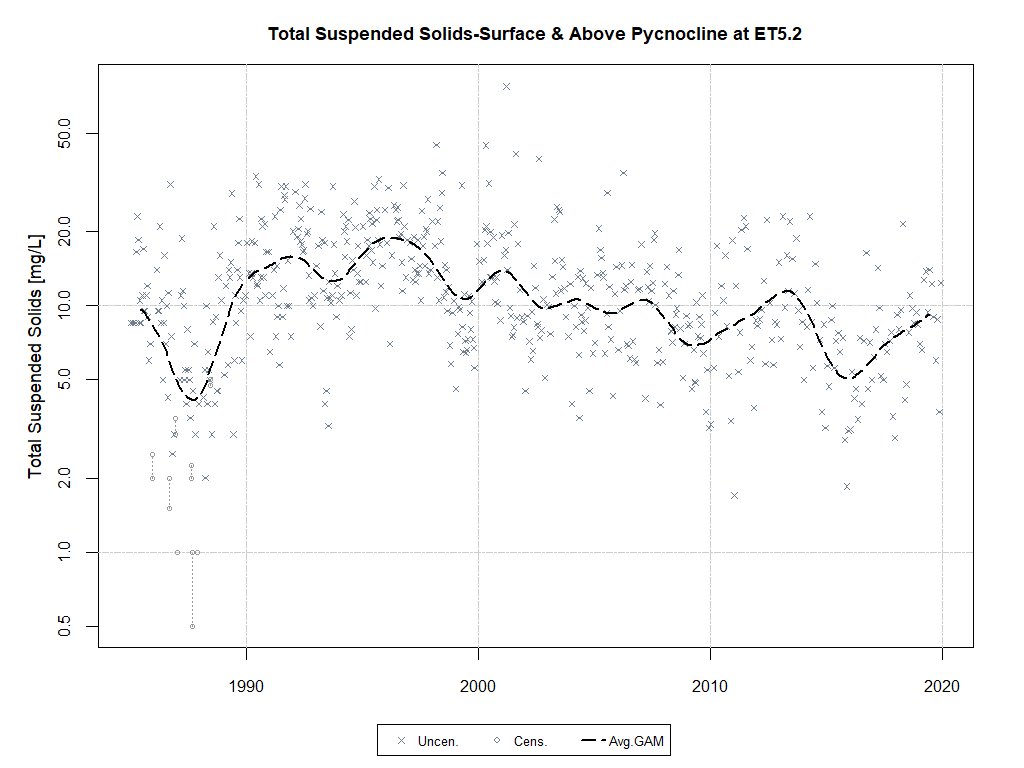 Total Suspended Solids-Surface & Above Pycnocline at ET5.2
Total Suspended Solids [mg/L]
50.0
20.0
10.0
5.0
2.0
1.0
0.5
1990 2000 2010 2020
Uncen. Cens. Avg.GAM